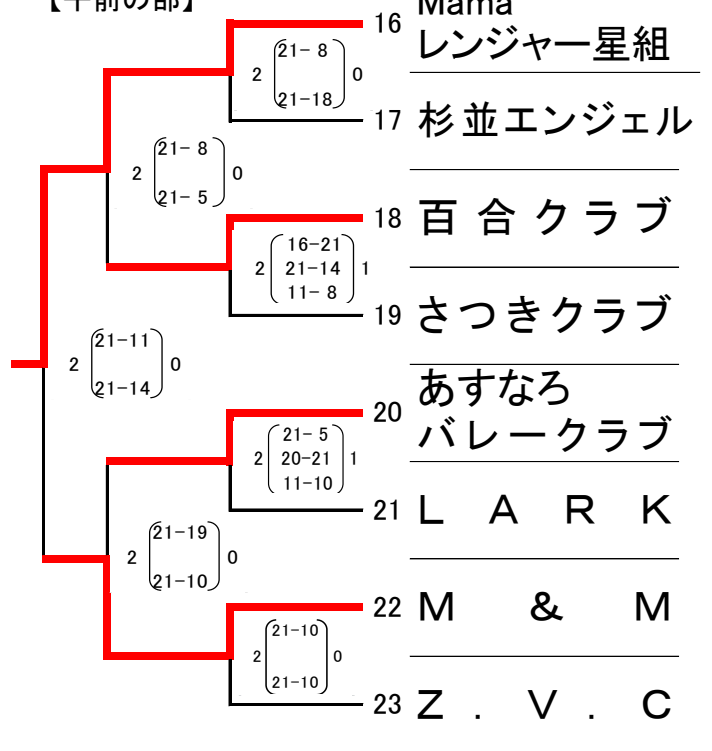 【午前の部】
16 Mama
レンジャー星組
2 21- 8 0
21-18
17 杉並エンジェル
2 21- 8 0
21- 5
18 百合クラブ
16-21
2 21-14 1
11- 8
19 さつきクラブ
21-11
2 0
21-14
20 あすなろ
バレークラブ
21- 5
2 20-21 1
11-10
21 LARK
21-19
2 0
21-10
22 M & M
21-10
2 0
21-10
23 Z.V.C